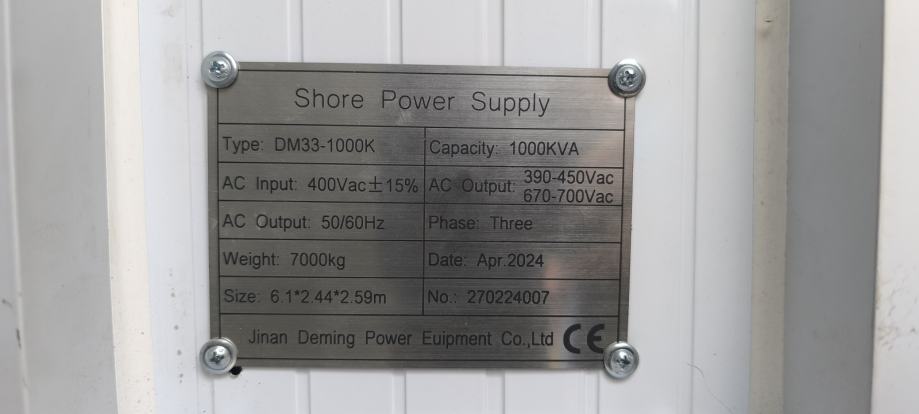 Shore Power Supply
Type: DM33-1000K Capacity: 1000KVA
AC Input: 400Vac±15% AC Output: 390-450Vac
670-700Vac
AC Output: 50/60Hz Phase: Three
Weight: 7000kg Date: Apr.2024
Size: 6.1*2.44*2.59m No.: 270224007
Jinan Deming Power Euipment Co.,Ltd CE